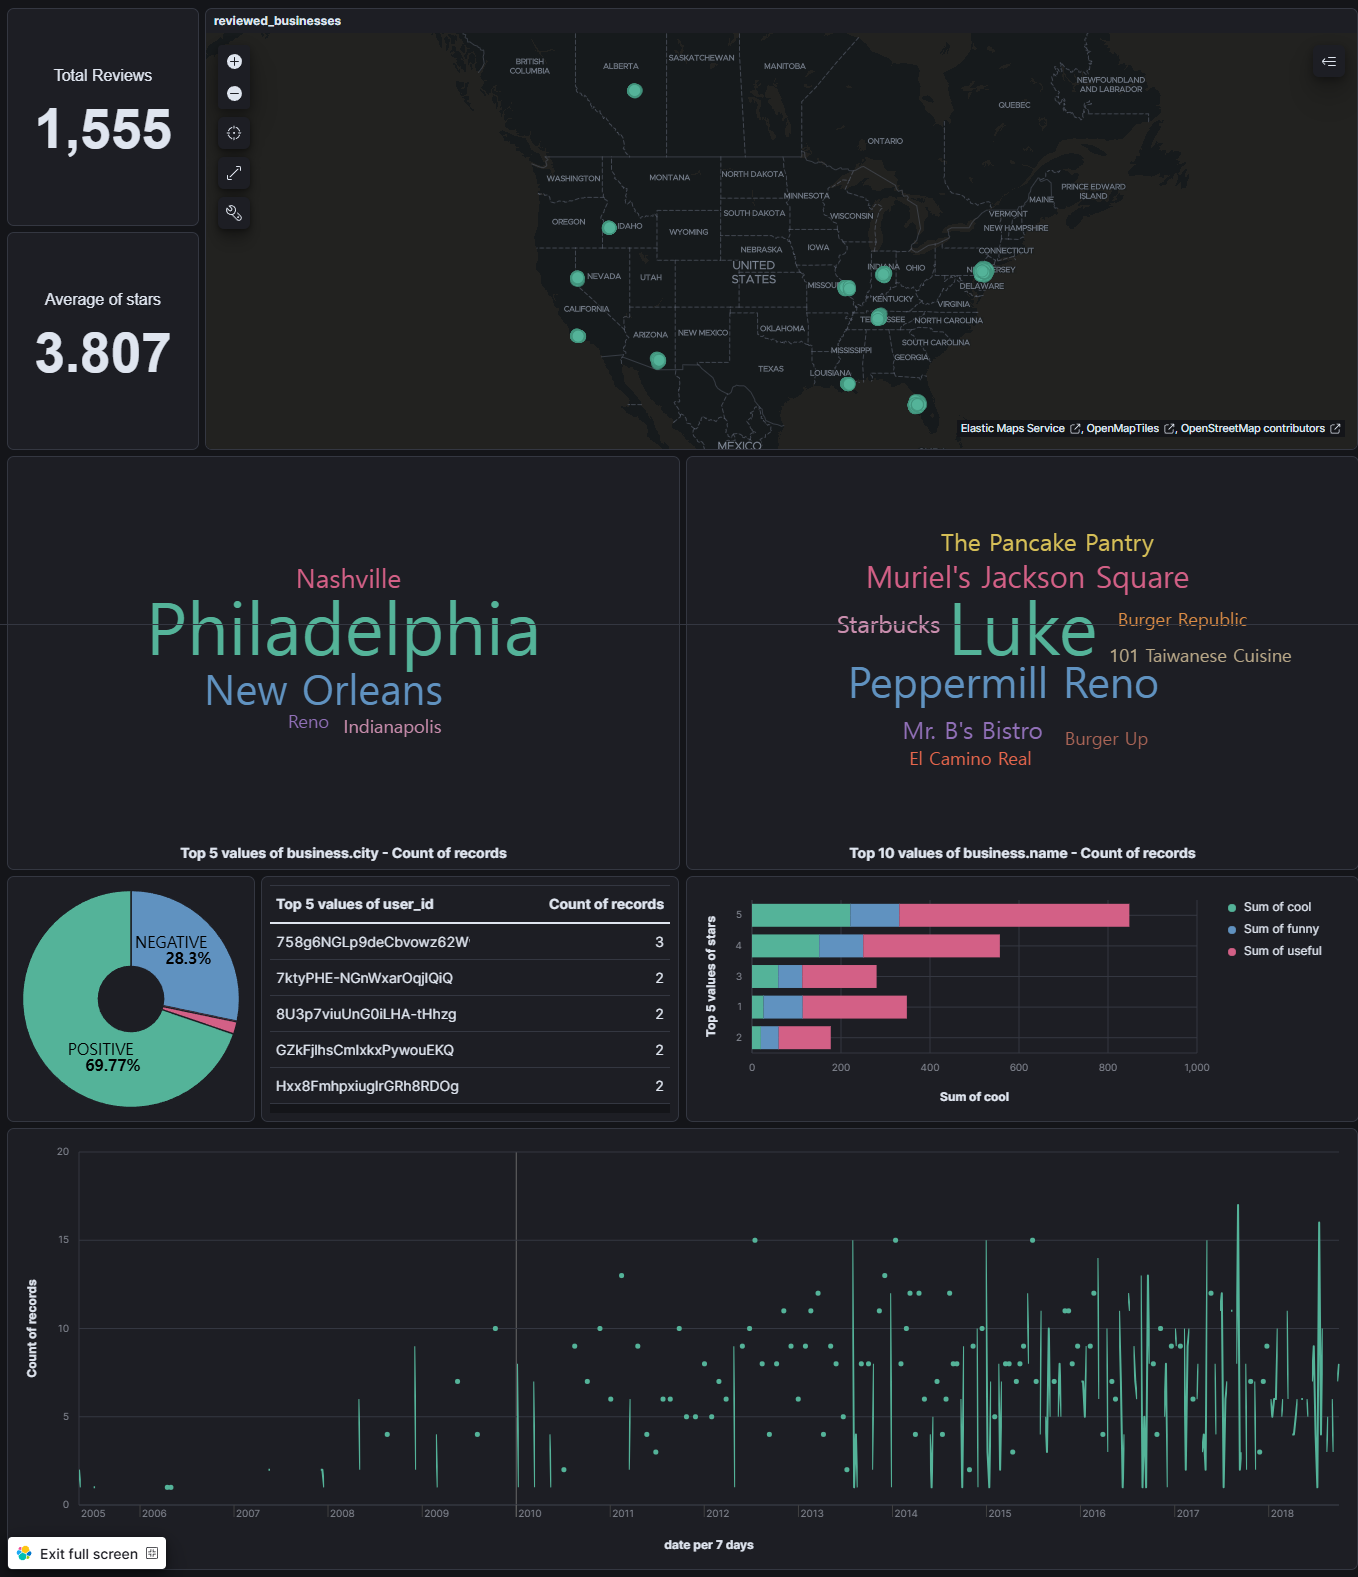 reviewed_businesses
Total Reviews
1,555
Average of stars
3.807
BRITISH
COLUMBIA
ALBERTA
SASKATCHEWAN
MANITOBA
NEWFOUNDLAND
AND LABRADOR
QUEBEC
ONTARIO
WASHINGTON
MONTANA
NORTH DAKOTA
MINNESOTA
PRINCE EDWARD
ISLAND
MAINE
OREGON
IDAHO
SOUTH DAKOTA
WISCONSIN
VERMONT
WYOMING
NEW HAMPSHIRE
NEBRASKA
IOWA
CONNECTICUT
NEVADA
UTAH
UNITED
STATES
OHIO
DELAWARE
KENTUCKY
VIRGINIA
CALIFORNIA
ARIZONA
NEW MEXICO
OKLAHOMA
NORTH CAROLINA
SOUTH CAROLINA
MISSISSIPPI
GEORGIA
TEXAS
LOUISIANA
MEXICO
Elastic Maps Service , OpenMapTiles , OpenStreetMap contributors
Nashville
Philadelphia
New Orleans
Reno
Indianapolis
Top 5 values of business.city - Count of records
The Pancake Pantry
Muriel's Jackson Square
Starbucks
Luke
Burger Republic
101 Taiwanese Cuisine
Peppermill Reno
Mr. B's Bistro
Burger Up
El Camino Real
Top 10 values of business.name - Count of records
NEGATIVE
28.3%
POSITIVE
69.77%
Top 5 values of user_id Count of records
758g6NGLp9deCbvowz62W 3
7ktyPHE-NGnWxarOqjIQiQ 2
8U3p7viuUnG0iLHA-tHhzg 2
GZkFjlhsCmIxkxPywouEKQ 2
Hxx8FmhpxiugIrGRh8RDOg 2
Top 5 values of stars
5
4
3
1
2
0 200 400 600 800 1,000
Sum of cool
Sum of cool
Sum of funny
Sum of useful
Count of records
20
15
10
5
0
2005 2006 2007 2008 2009 2010 2011 2012 2013 2014 2015 2016 2017 2018
date per 7 days
Exit full screen